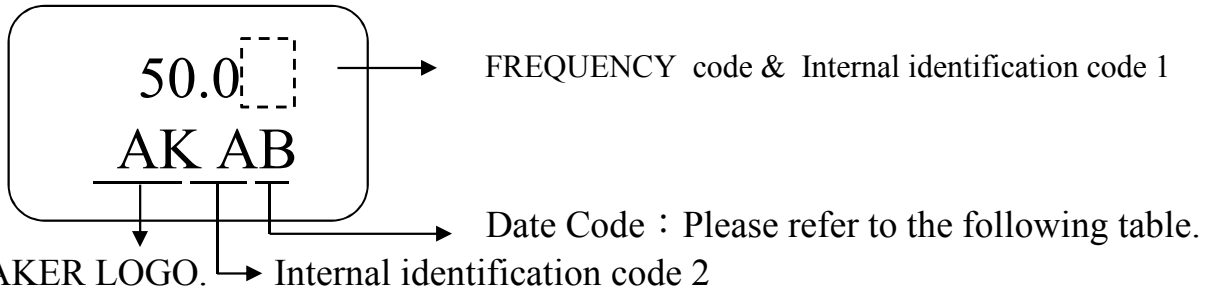 50.0
FREQUENCY code & Internal identification code 1
AK AB
Date Code：Please refer to the following table.
AKER LOGO.
Internal identification code 2